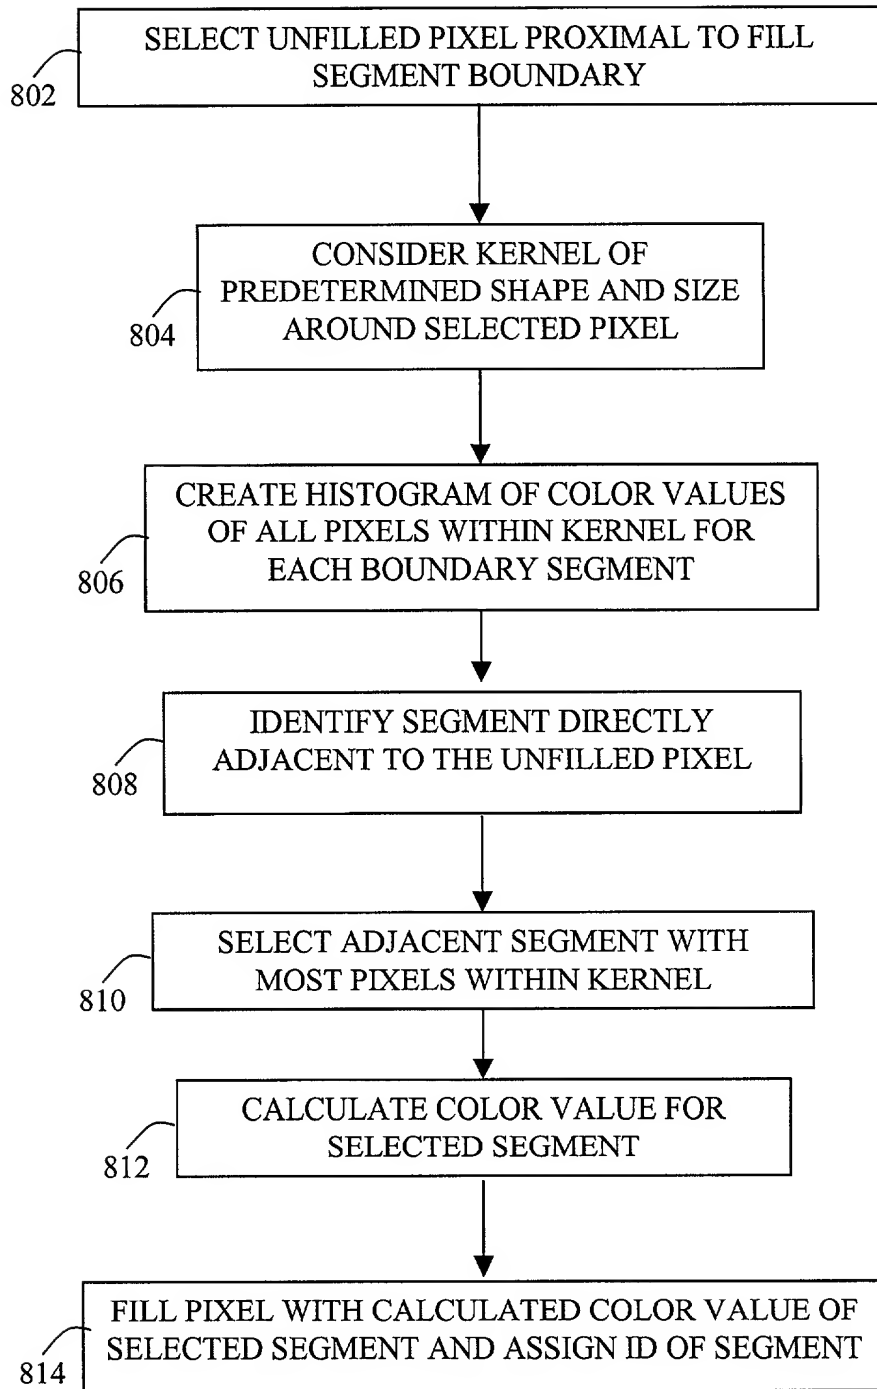 SELECT UNFILLED PIXEL PROXIMAL TO FILL
SEGMENT BOUNDARY
802
CONSIDER KERNEL OF
PREDETERMINED SHAPE AND SIZE
AROUND SELECTED PIXEL
804
CREATE HISTOGRAM OF COLOR VALUES
OF ALL PIXELS WITHIN KERNEL FOR
EACH BOUNDARY SEGMENT
806
IDENTIFY SEGMENT DIRECTLY
ADJACENT TO THE UNFILLED PIXEL
808
SELECT ADJACENT SEGMENT WITH
MOST PIXELS WITHIN KERNEL
810
CALCULATE COLOR VALUE FOR
SELECTED SEGMENT
812
FILL PIXEL WITH CALCULATED COLOR VALUE OF
SELECTED SEGMENT AND ASSIGN ID OF SEGMENT
814